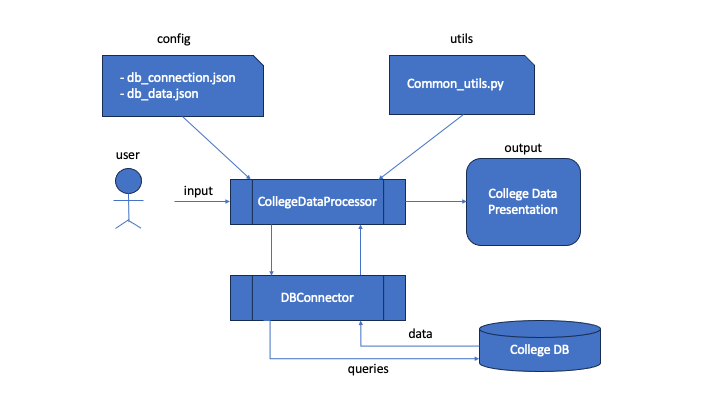 config
utils
- db_connection.json
- db_data.json
Common_utils.py
user
output
input
CollegeDataProcessor
College Data
Presentation
DBConnector
data
College DB
queries